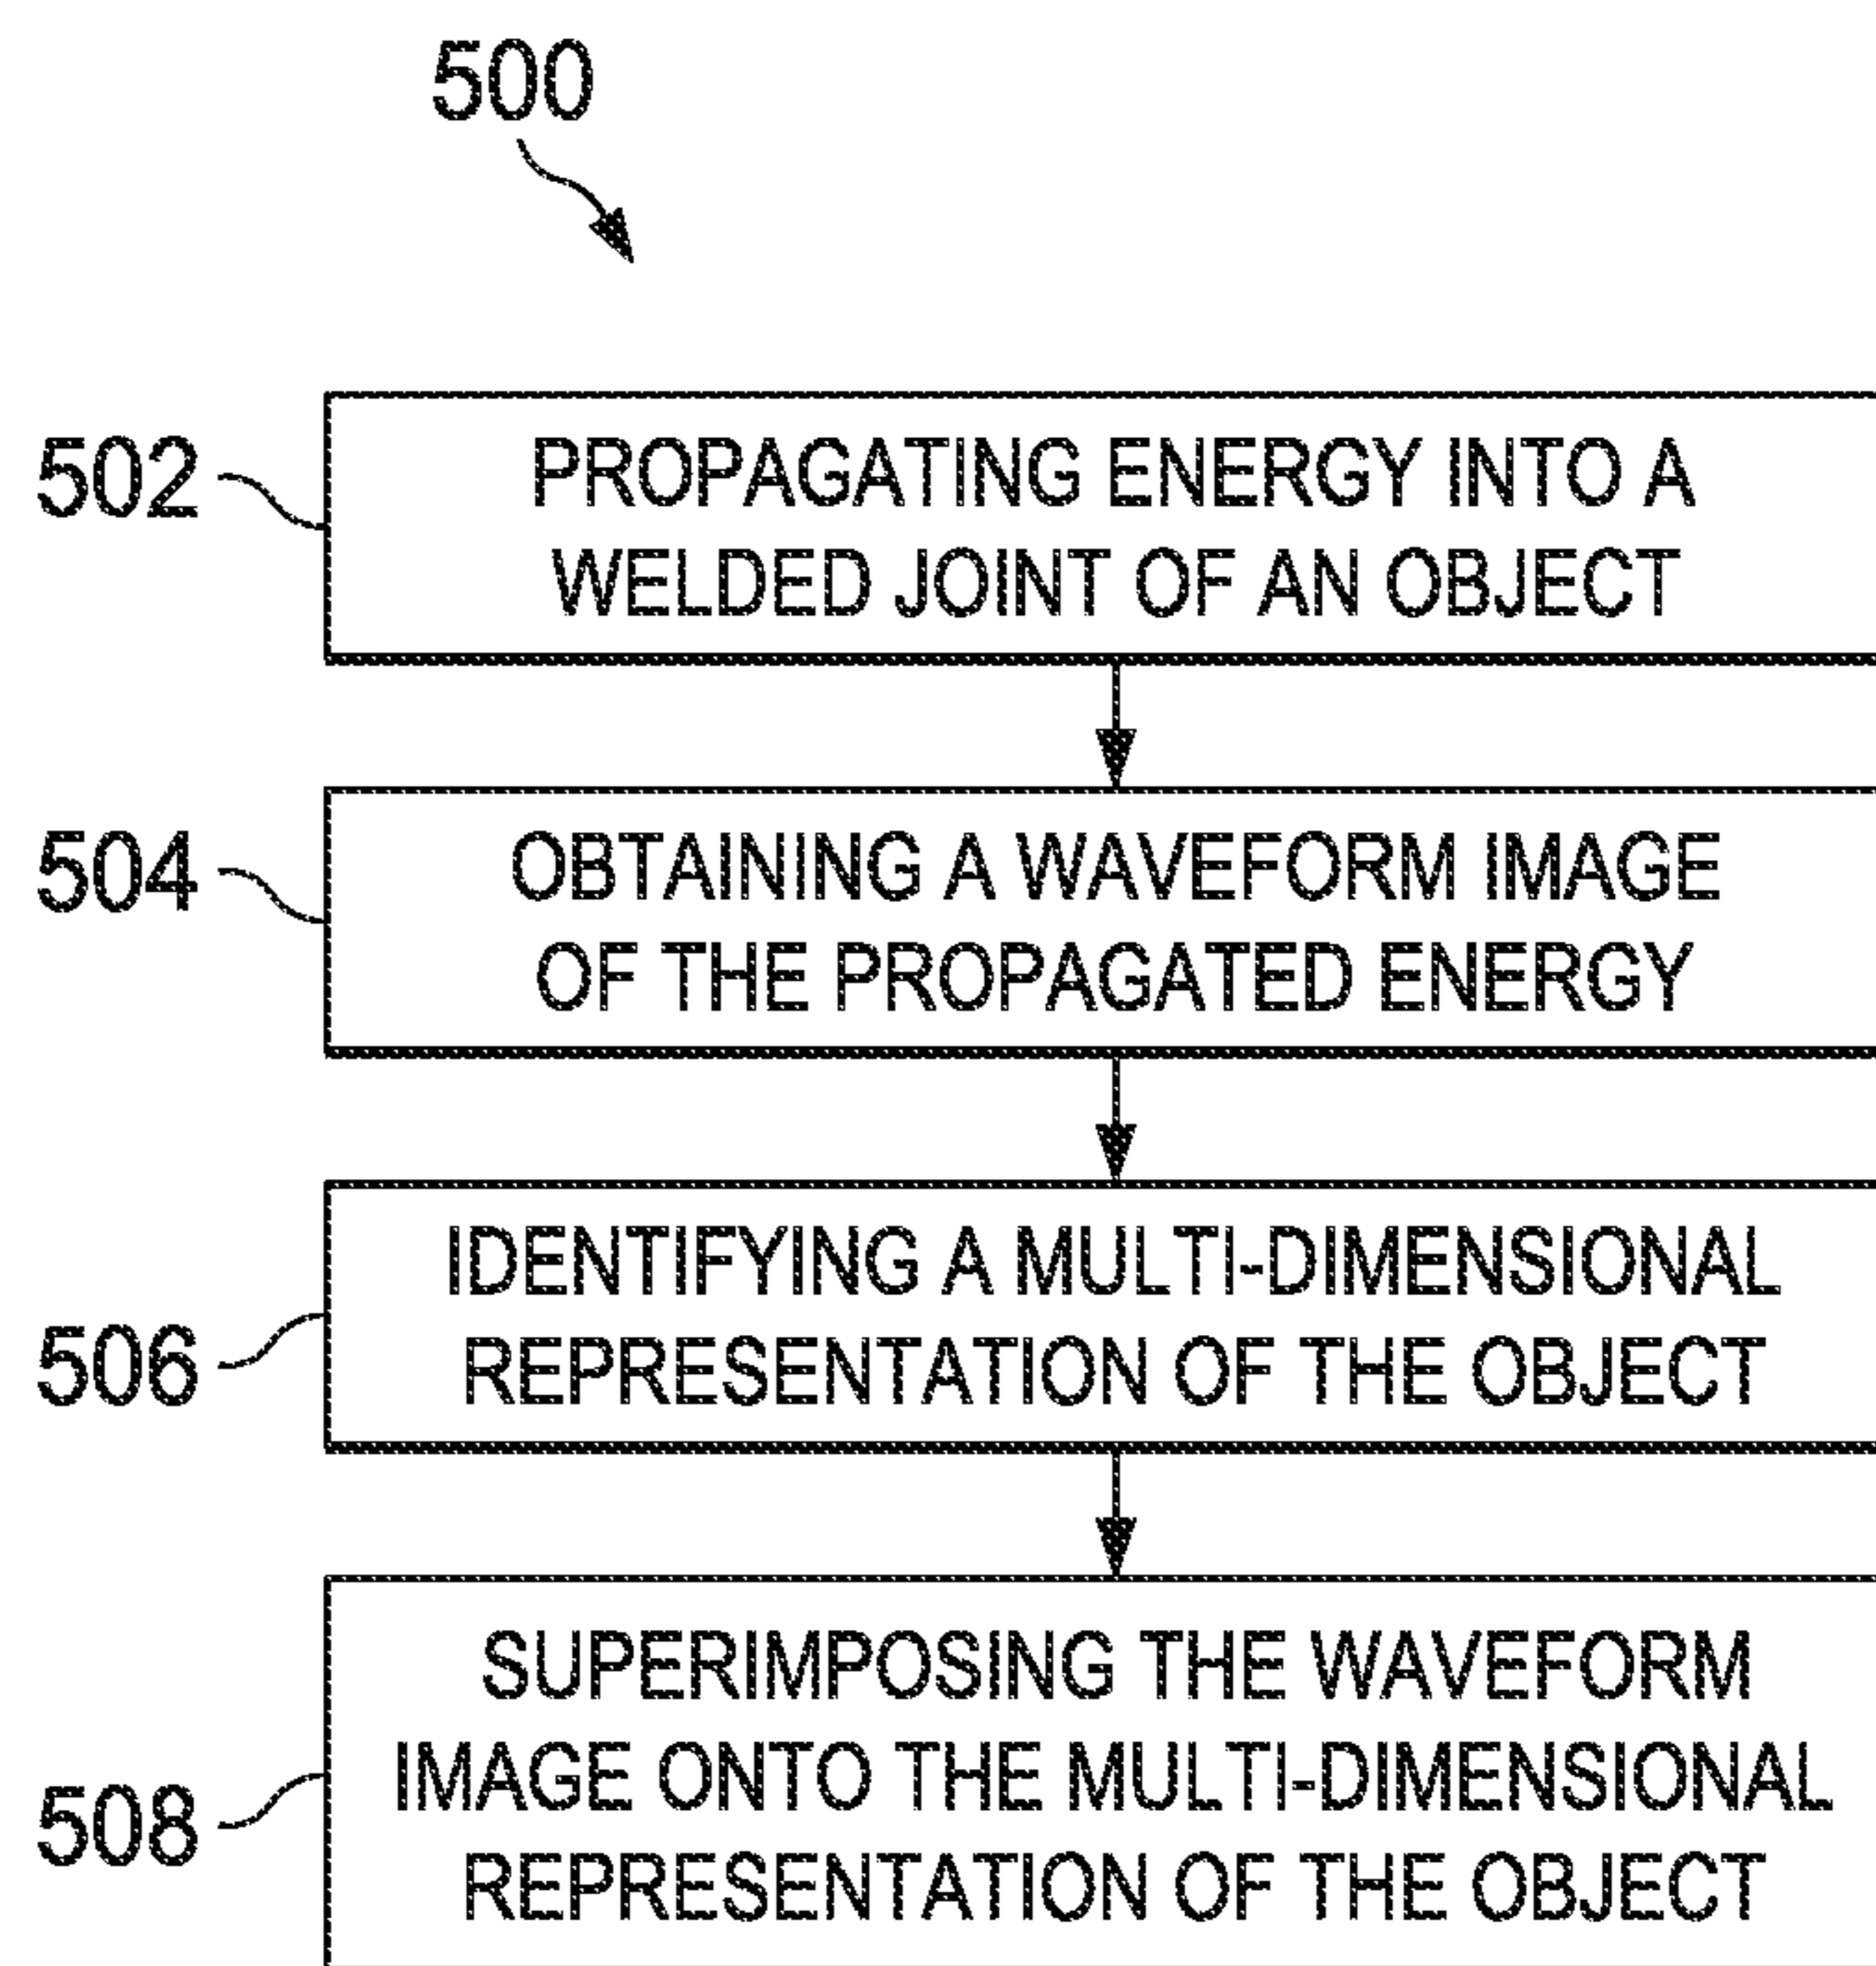 500
502
PROPAGATING ENERGY INTO A
WELDED JOINT OF AN OBJECT
504
OBTAINING A WAVEFORM IMAGE
OF THE PROPAGATED ENERGY
506
IDENTIFYING A MULTI-DIMENSIONAL
REPRESENTATION OF THE OBJECT
508
SUPERIMPOSING THE WAVEFORM
IMAGE ONTO THE MULTI-DIMENSIONAL
REPRESENTATION OF THE OBJECT